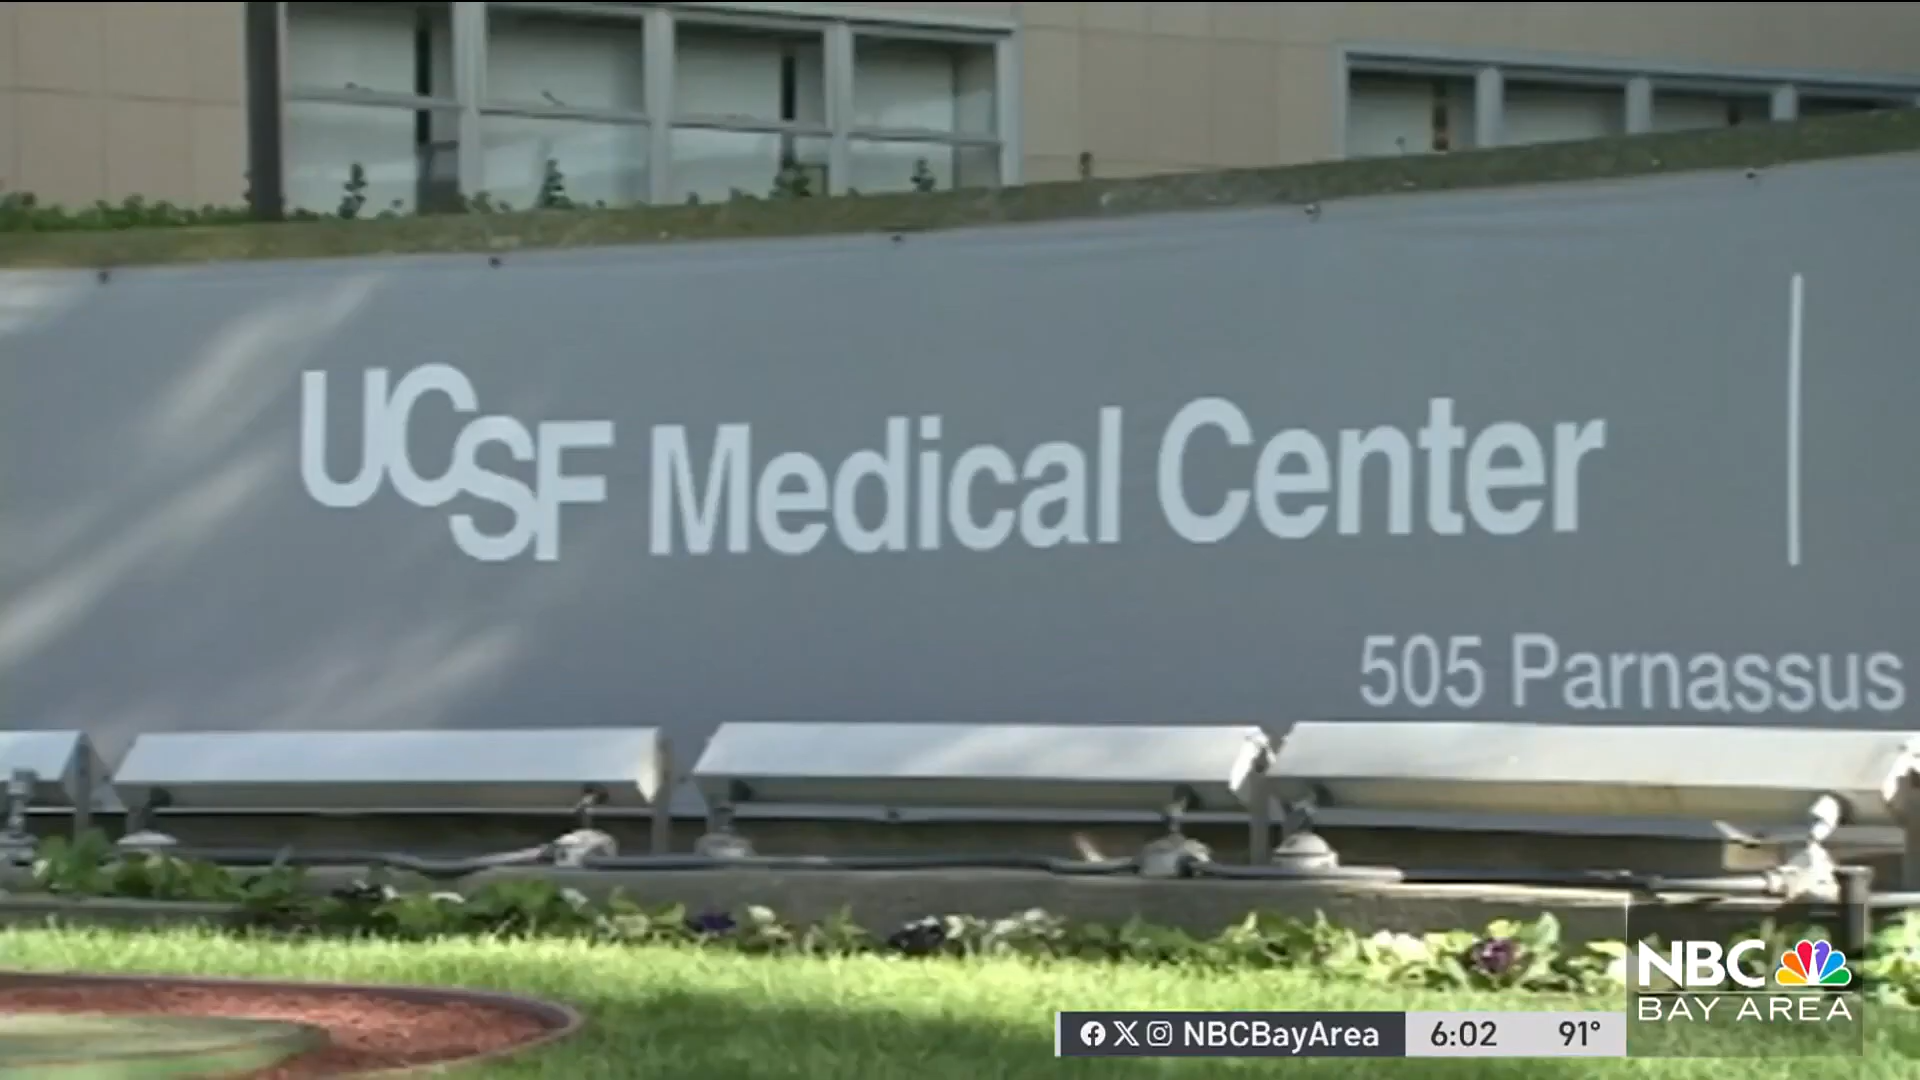 UCSF Medical Center
505 Parnassus
NBC
BAY AREA
NBCBayArea 6:02 91°